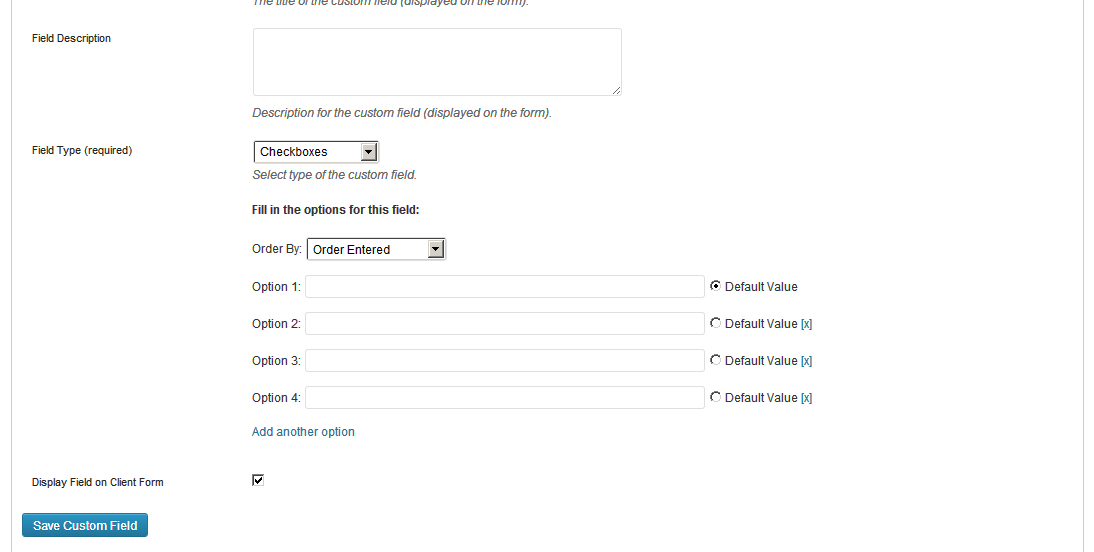 The title of the custom field (displayed on the form).
Field Description
Description for the custom field (displayed on the form).
Field Type (required)
Checkboxes
Select type of the custom field.
Fill in the options for this field:
Order By: Order Entered
Option 1: Default Value
Option 2: Default Value [x]
Option 3: Default Value [x]
Option 4: Default Value [x]
Add another option
Display Field on Client Form
Save Custom Field